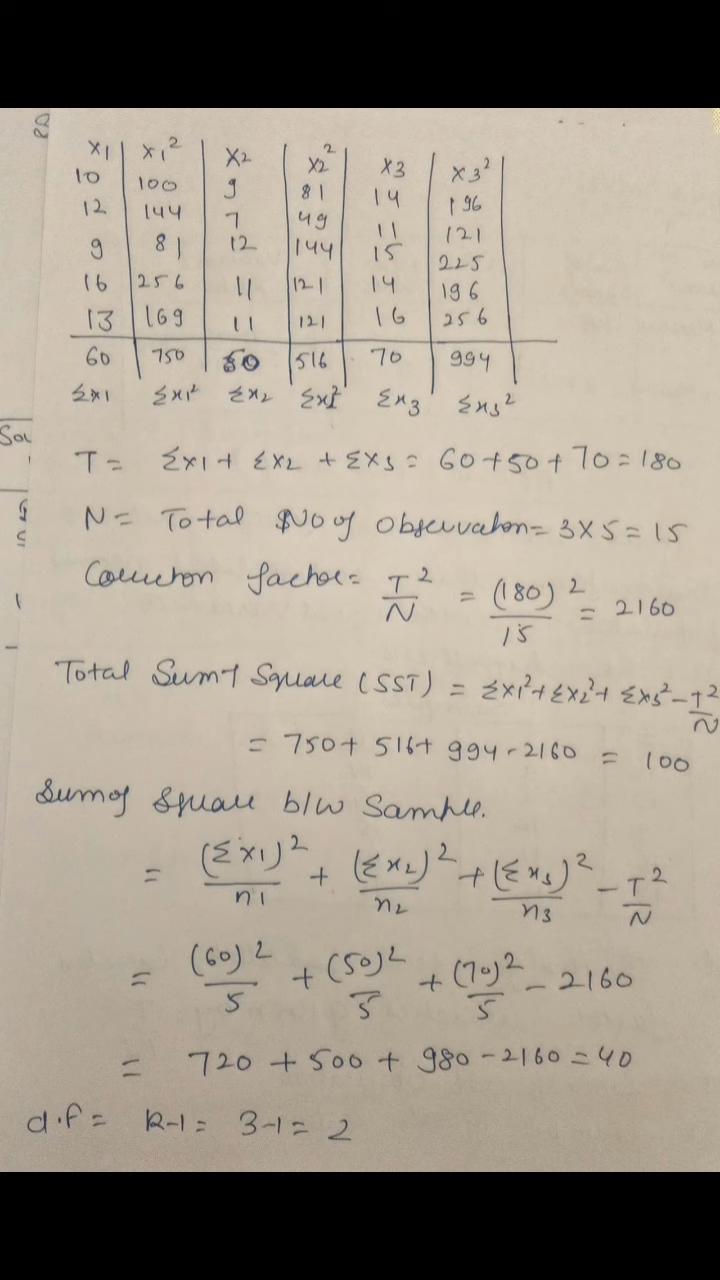 x1 | x1² | x2 | x2² | x3 | x3²
10 | 100 | 9 | 81 | 14 | 196
12 | 144 | 7 | 49 | 11 | 121
9 | 81 | 12 | 144 | 15 | 225
16 | 256 | 11 | 121 | 14 | 196
13 | 169 | 11 | 121 | 16 | 256
60 | 750 | 50 | 516 | 70 | 994
Σx1 Σx1² Σx2 Σx2² Σx3 Σx3²
T = Σx1 + Σx2 + Σx3 = 60 + 50 + 70 = 180
N = Total No of Observation = 3 × 5 = 15
Correction factor = T²/N = (180)²/15 = 2160
Total Sum of Square (SST) = Σx1² + Σx2² + Σx3² - T²/N
= 750 + 516 + 994 - 2160 = 100
Sum of Square b/w Sample.
= (Σx1)²/n1 + (Σx2)²/n2 + (Σx3)²/n3 - T²/N
= (60)²/5 + (50)²/5 + (70)²/5 - 2160
= 720 + 500 + 980 - 2160 = 40
d.f = k-1 = 3-1 = 2